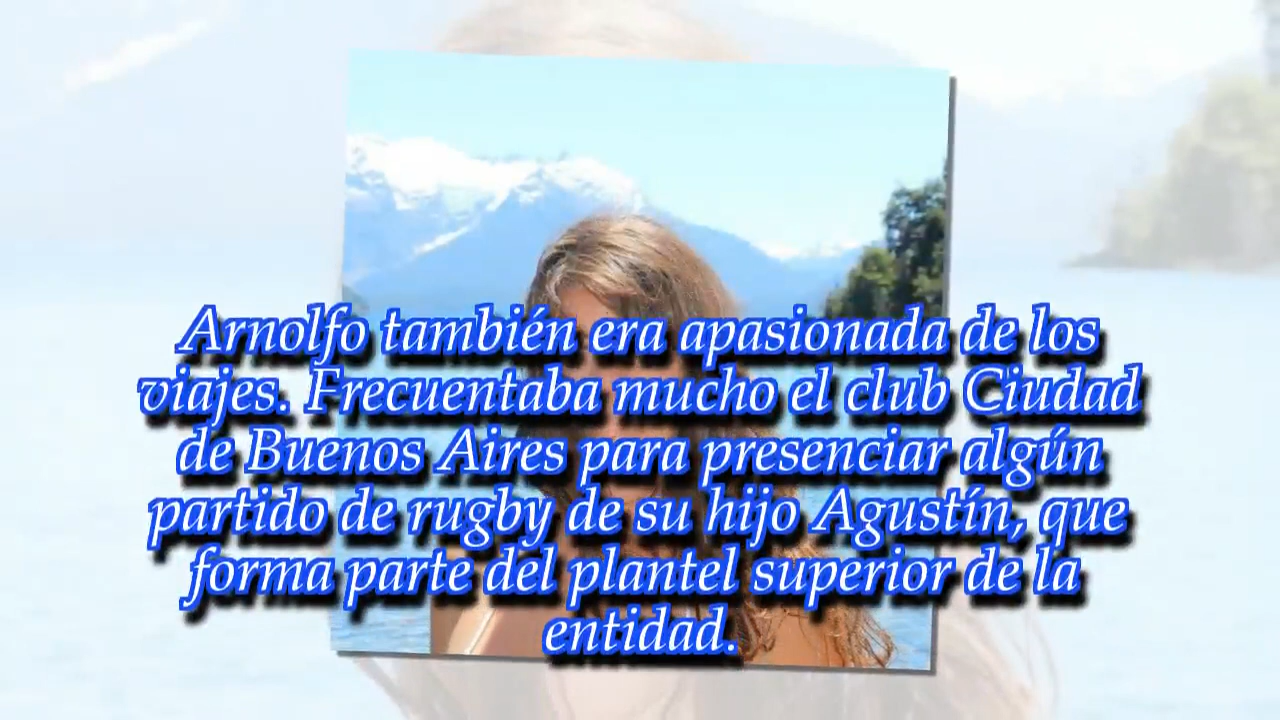 Arnolfo también era apasionada de los
viajes. Frecuentaba mucho el club Ciudad
de Buenos Aires para presenciar algún
partido de rugby de su hijo Agustín, que
forma parte del plantel superior de la
entidad.